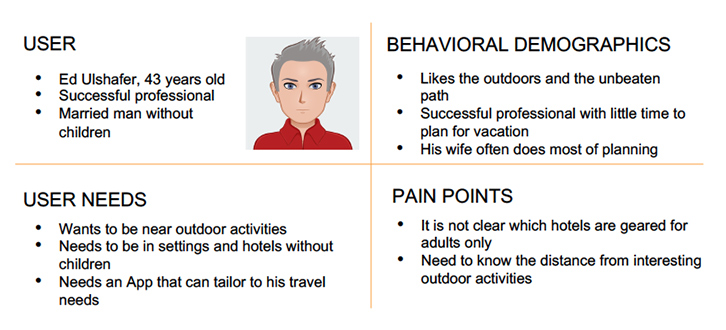 USER
• Ed Ulshafer, 43 years old
• Successful professional
• Married man without
children
BEHAVIORAL DEMOGRAPHICS
• Likes the outdoors and the unbeaten
path
• Successful professional with little time to
plan for vacation
• His wife often does most of planning
USER NEEDS
• Wants to be near outdoor activities
• Needs to be in settings and hotels without
children
• Needs an App that can tailor to his travel
needs
PAIN POINTS
• It is not clear which hotels are geared for
adults only
• Need to know the distance from interesting
outdoor activities